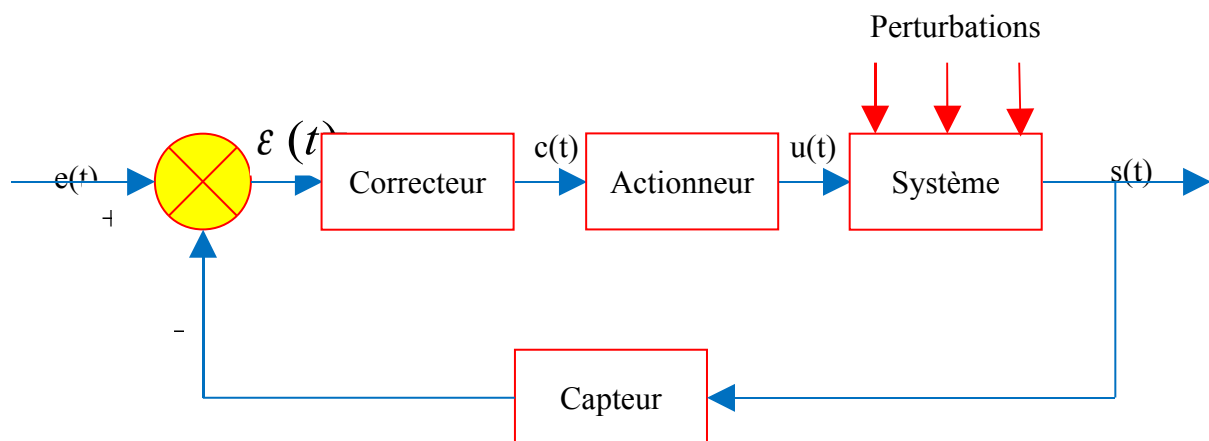 Perturbations
e(t)
+
ε (t)
Correcteur
c(t)
Actionneur
u(t)
Système
s(t)
-
Capteur